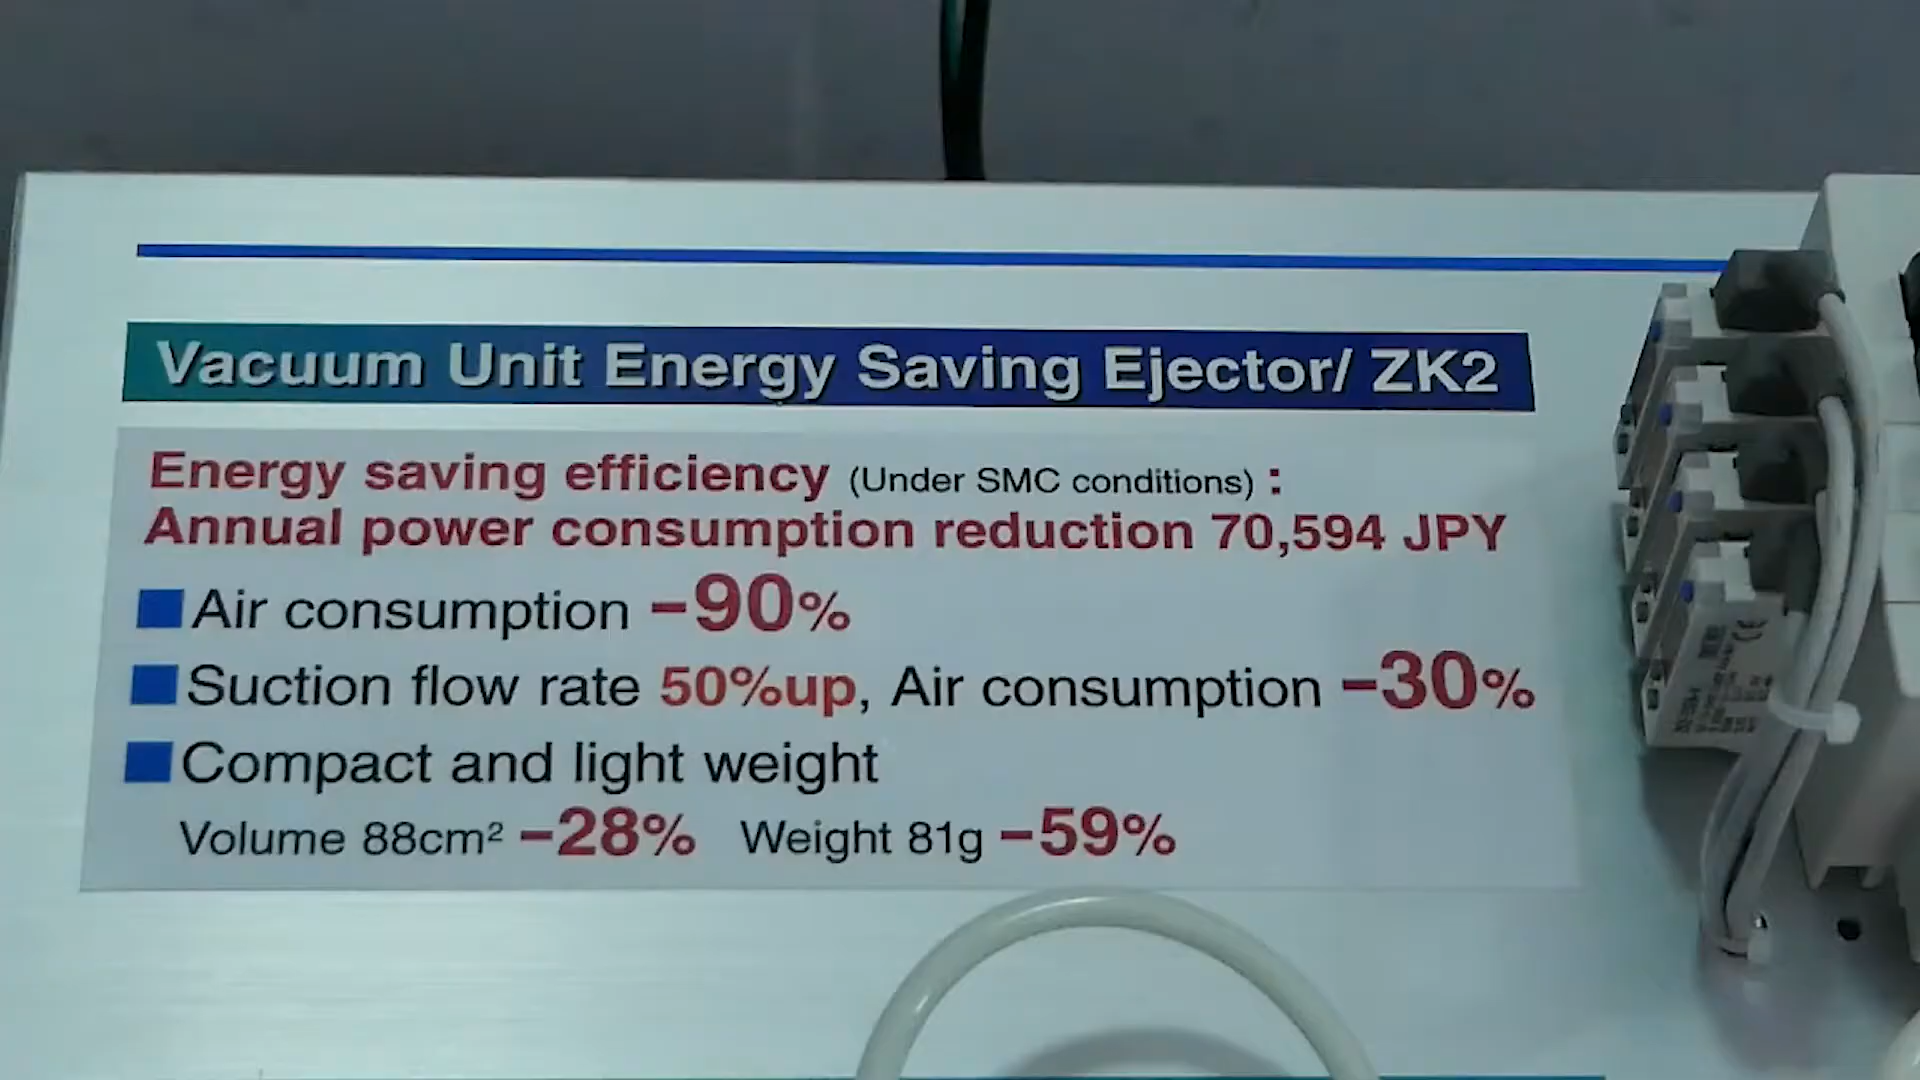 Vacuum Unit Energy Saving Ejector/ ZK2
Energy saving efficiency (Under SMC conditions) :
Annual power consumption reduction 70,594 JPY
Air consumption -90%
Suction flow rate 50%up, Air consumption -30%
Compact and light weight
Volume 88cm² -28% Weight 81g -59%
CE